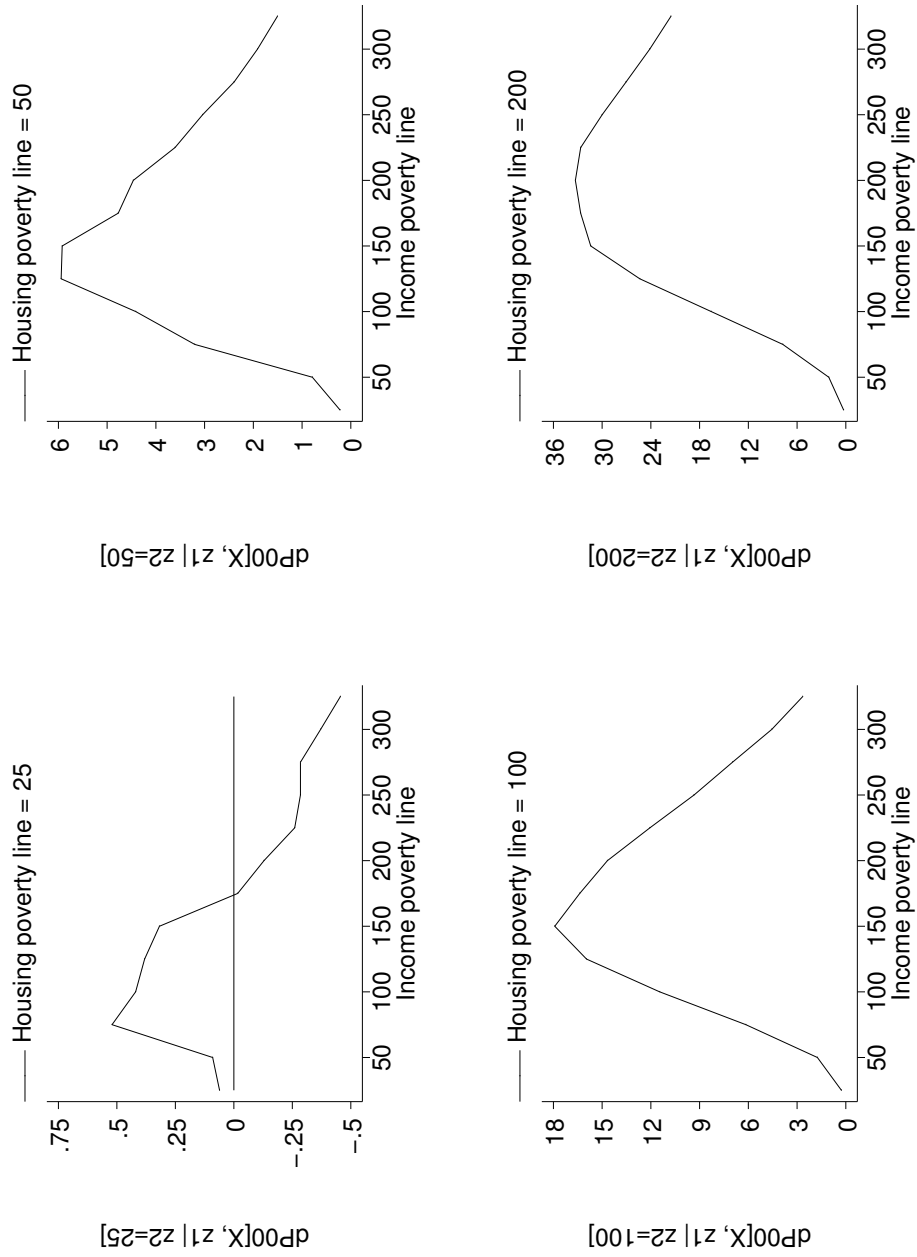 Housing poverty line = 25
dP00[X, z1 | z2=25]
.75
.5
.25
0
−.25
−.5
50 100 150 200 250 300
Income poverty line
Housing poverty line = 50
dP00[X, z1 | z2=50]
6
5
4
3
2
1
0
50 100 150 200 250 300
Income poverty line
Housing poverty line = 100
dP00[X, z1 | z2=100]
18
15
12
9
6
3
0
50 100 150 200 250 300
Income poverty line
Housing poverty line = 200
dP00[X, z1 | z2=200]
36
30
24
18
12
6
0
50 100 150 200 250 300
Income poverty line